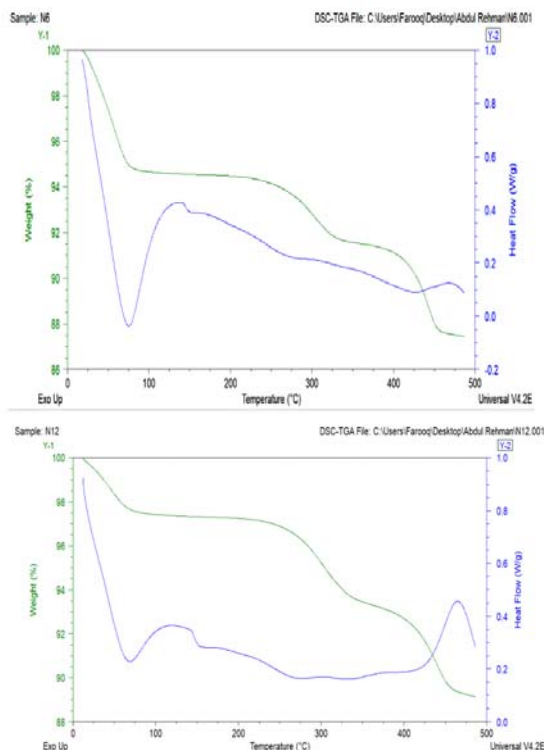 Sample: N6 DSC-TGA File: C:\Users\Farooq\Desktop\Abdul Rehman\N6.001
Y-1 Y-2
100 1.0
98 0.8
96 0.6
94 0.4
92 0.2
90 0.0
88 -0.2
86
Weight (%)
Heat Flow (W/g)
0 100 200 300 400 500
Exo Up Temperature (°C) Universal V4.2E
Sample: N12 DSC-TGA File: C:\Users\Farooq\Desktop\Abdul Rehman\N12.001
Y-1 Y-2
100 1.0
98 0.8
96 0.6
94 0.4
92 0.2
90 0.0
88
Weight (%)
Heat Flow (W/g)
0 100 200 300 400 500
Exo Up Temperature (°C) Universal V4.2E